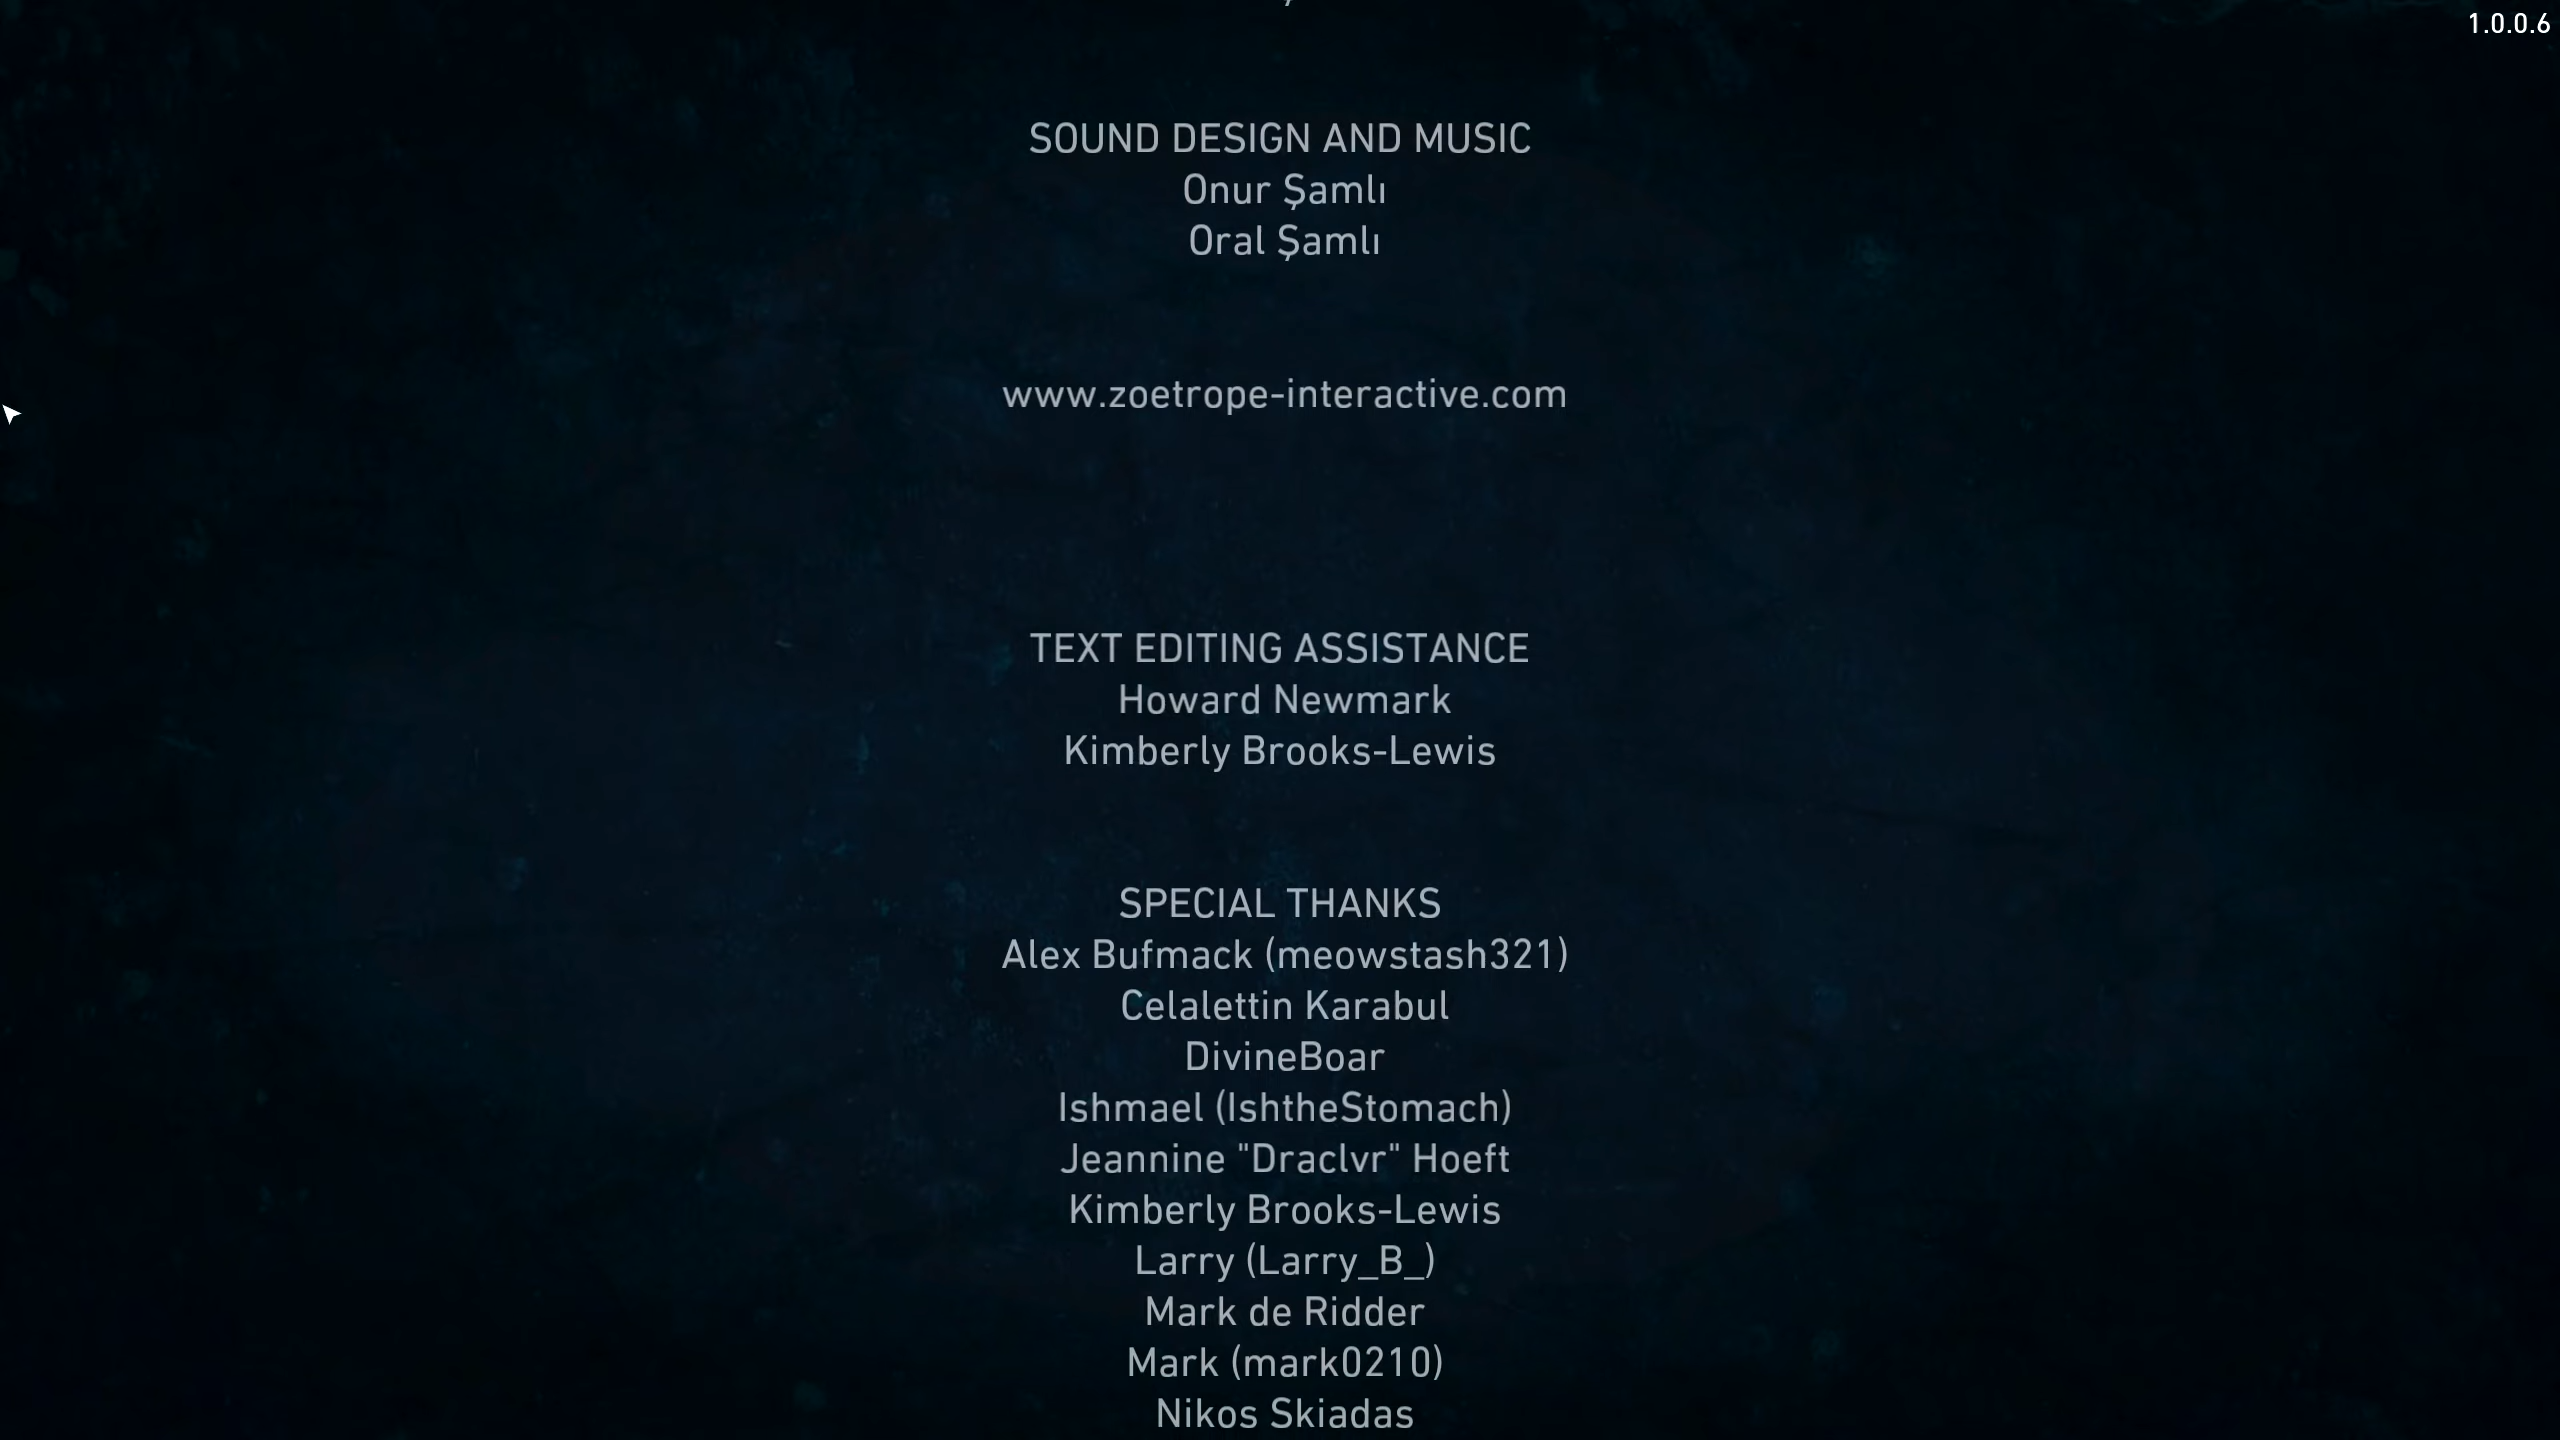 1.0.0.6
SOUND DESIGN AND MUSIC
Onur Şamlı
Oral Şamlı
www.zoetrope-interactive.com
TEXT EDITING ASSISTANCE
Howard Newmark
Kimberly Brooks-Lewis
SPECIAL THANKS
Alex Bufmack (meowstash321)
Celalettin Karabul
DivineBoar
Ishmael (IshtheStomach)
Jeannine "Draclvr" Hoeft
Kimberly Brooks-Lewis
Larry (Larry_B_)
Mark de Ridder
Mark (mark0210)
Nikos Skiadas